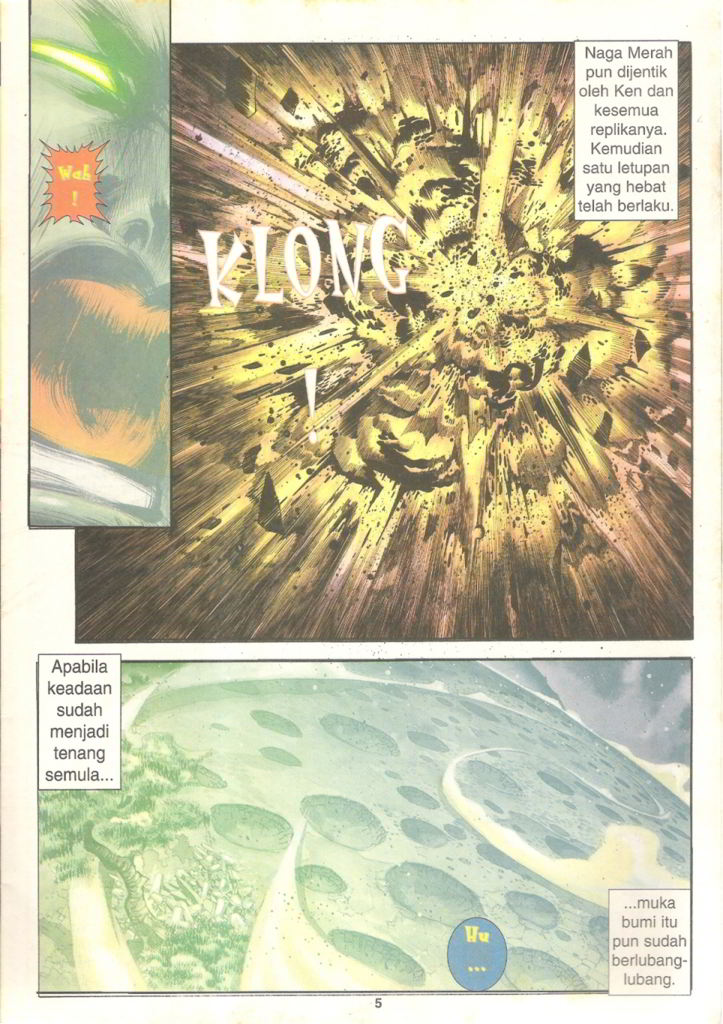 Wah
!
Naga Merah
pun dijentik
oleh Ken dan
kesemua
replikanya.
Kemudian
satu letupan
yang hebat
telah berlaku.
KLONG
!
Apabila
keadaan
sudah
menjadi
tenang
semula...
Hu
...
...muka
bumi itu
pun sudah
berlubang-
lubang.
5